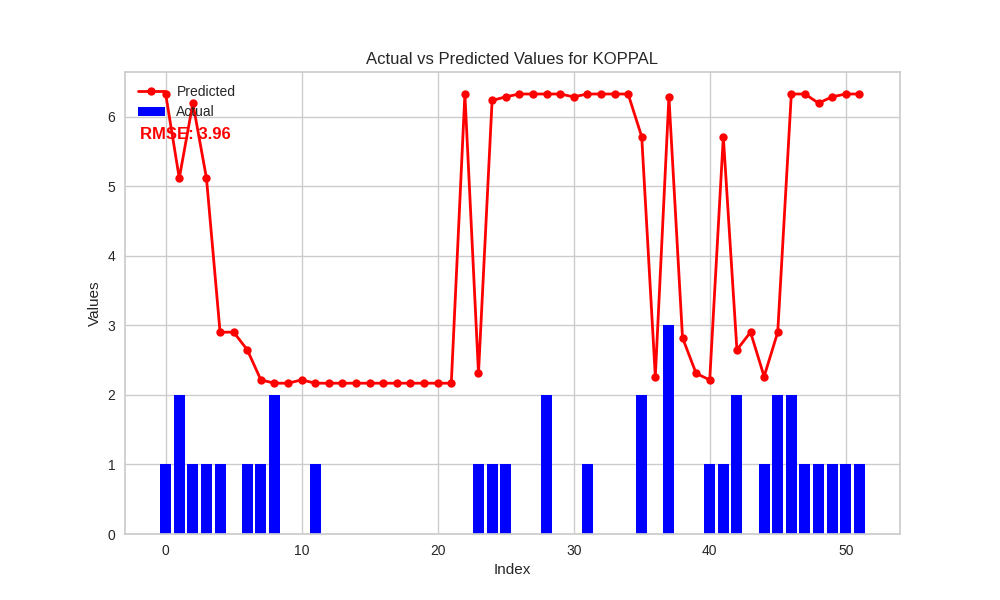 Actual vs Predicted Values for KOPPAL
Predicted
Actual
RMSE: 3.96
Values
6
5
4
3
2
1
0
0 10 20 30 40 50
Index